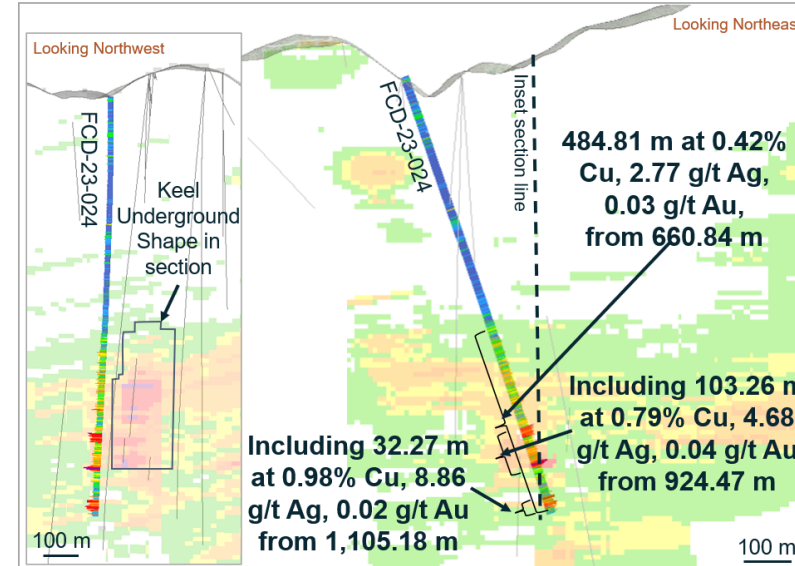 Looking Northwest
FCD-23-024
Keel
Underground
Shape in
section
100 m
Looking Northeas
FCD-23-024
Inset section line
484.81 m at 0.42%
Cu, 2.77 g/t Ag,
0.03 g/t Au,
from 660.84 m
Including 103.26 m
at 0.79% Cu, 4.68
g/t Ag, 0.04 g/t Au
from 924.47 m
Including 32.27 m
at 0.98% Cu, 8.86
g/t Ag, 0.02 g/t Au
from 1,105.18 m
100 m